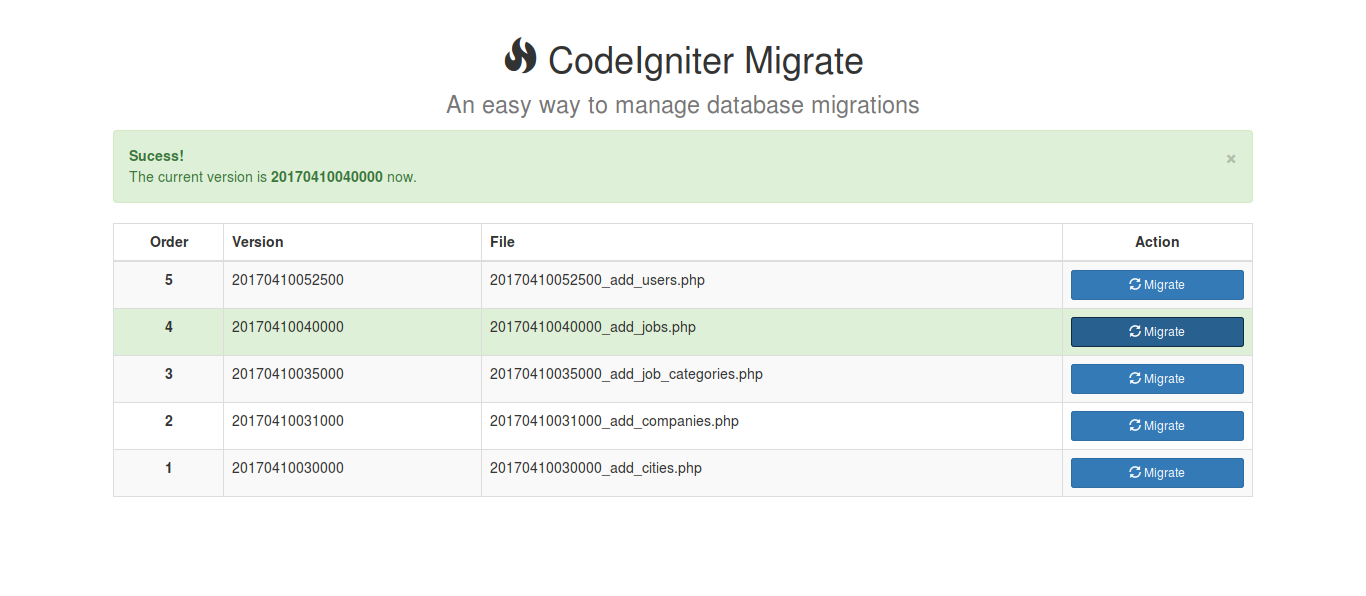 CodeIgniter Migrate
An easy way to manage database migrations
Sucess!
×
The current version is 20170410040000 now.
Order Version File Action
5 20170410052500 20170410052500_add_users.php Migrate
4 20170410040000 20170410040000_add_jobs.php Migrate
3 20170410035000 20170410035000_add_job_categories.php Migrate
2 20170410031000 20170410031000_add_companies.php Migrate
1 20170410030000 20170410030000_add_cities.php Migrate